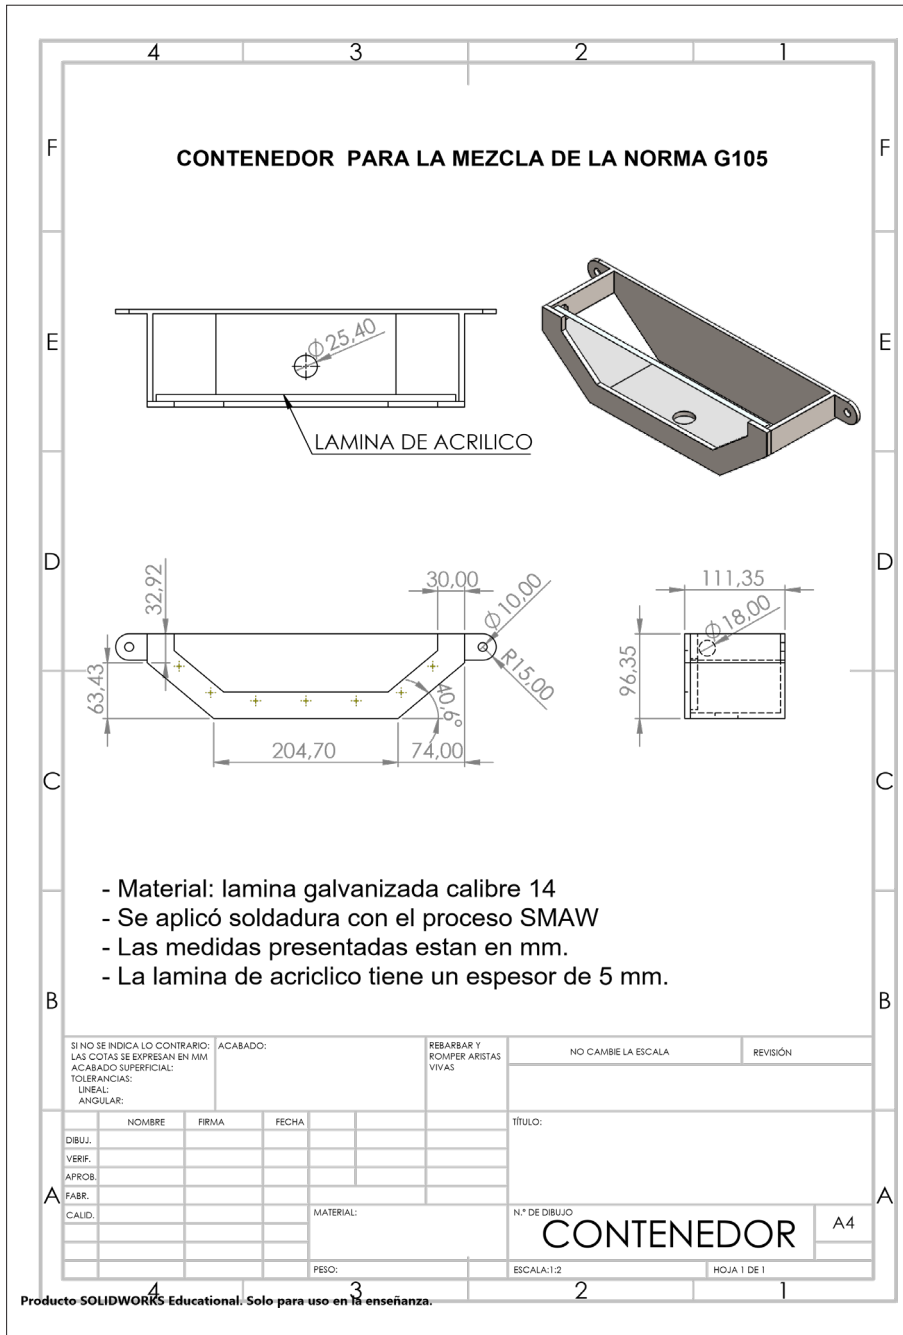 4 3 2 1
F F
CONTENEDOR PARA LA MEZCLA DE LA NORMA G105
E E
Ø25,40
LAMINA DE ACRILICO
D D
32,92
30,00
Ø10,00
R15,00
63,43
40,6°
204,70
74,00
111,35
Ø18,00
96,35
C C
- Material: lamina galvanizada calibre 14
- Se aplicó soldadura con el proceso SMAW
- Las medidas presentadas estan en mm.
- La lamina de acriclico tiene un espesor de 5 mm.
B B
SI NO SE INDICA LO CONTRARIO:
LAS COTAS SE EXPRESAN EN MM
ACABADO SUPERFICIAL:
TOLERANCIAS:
LINEAL:
ANGULAR:
ACABADO:
REBARBAR Y
ROMPER ARISTAS
VIVAS
NO CAMBIE LA ESCALA
REVISIÓN
NOMBRE FIRMA FECHA
TÍTULO:
DIBUJ.
VERIF.
APROB.
FABR.
CALID.
A A
MATERIAL:
N.º DE DIBUJO
CONTENEDOR
A4
PESO:
ESCALA:1:2
HOJA 1 DE 1
4 3 2 1
Producto SOLIDWORKS Educational. Solo para uso en la enseñanza.